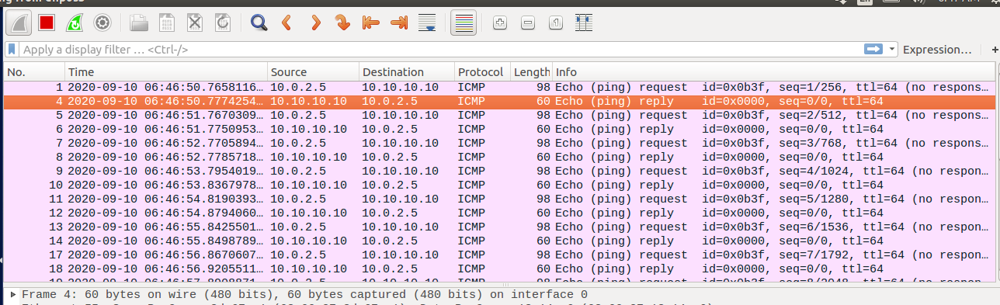 Apply a display filter … <Ctrl-/> Expression… +
No. Time Source Destination Protocol Length Info
1 2020-09-10 06:46:50.7658116… 10.0.2.5 10.10.10.10 ICMP 98 Echo (ping) request id=0x0b3f, seq=1/256, ttl=64 (no respons…
4 2020-09-10 06:46:50.7774254… 10.10.10.10 10.0.2.5 ICMP 60 Echo (ping) reply id=0x0000, seq=0/0, ttl=64
5 2020-09-10 06:46:51.7670309… 10.0.2.5 10.10.10.10 ICMP 98 Echo (ping) request id=0x0b3f, seq=2/512, ttl=64 (no respons…
6 2020-09-10 06:46:51.7750953… 10.10.10.10 10.0.2.5 ICMP 60 Echo (ping) reply id=0x0000, seq=0/0, ttl=64
7 2020-09-10 06:46:52.7705894… 10.0.2.5 10.10.10.10 ICMP 98 Echo (ping) request id=0x0b3f, seq=3/768, ttl=64 (no respons…
8 2020-09-10 06:46:52.7785718… 10.10.10.10 10.0.2.5 ICMP 60 Echo (ping) reply id=0x0000, seq=0/0, ttl=64
9 2020-09-10 06:46:53.7954019… 10.0.2.5 10.10.10.10 ICMP 98 Echo (ping) request id=0x0b3f, seq=4/1024, ttl=64 (no respon…
10 2020-09-10 06:46:53.8367978… 10.10.10.10 10.0.2.5 ICMP 60 Echo (ping) reply id=0x0000, seq=0/0, ttl=64
11 2020-09-10 06:46:54.8190393… 10.0.2.5 10.10.10.10 ICMP 98 Echo (ping) request id=0x0b3f, seq=5/1280, ttl=64 (no respon…
12 2020-09-10 06:46:54.8794060… 10.10.10.10 10.0.2.5 ICMP 60 Echo (ping) reply id=0x0000, seq=0/0, ttl=64
13 2020-09-10 06:46:55.8425501… 10.0.2.5 10.10.10.10 ICMP 98 Echo (ping) request id=0x0b3f, seq=6/1536, ttl=64 (no respon…
14 2020-09-10 06:46:55.8498789… 10.10.10.10 10.0.2.5 ICMP 60 Echo (ping) reply id=0x0000, seq=0/0, ttl=64
17 2020-09-10 06:46:56.8670607… 10.0.2.5 10.10.10.10 ICMP 98 Echo (ping) request id=0x0b3f, seq=7/1792, ttl=64 (no respon…
18 2020-09-10 06:46:56.9205511… 10.10.10.10 10.0.2.5 ICMP 60 Echo (ping) reply id=0x0000, seq=0/0, ttl=64
Frame 4: 60 bytes on wire (480 bits), 60 bytes captured (480 bits) on interface 0